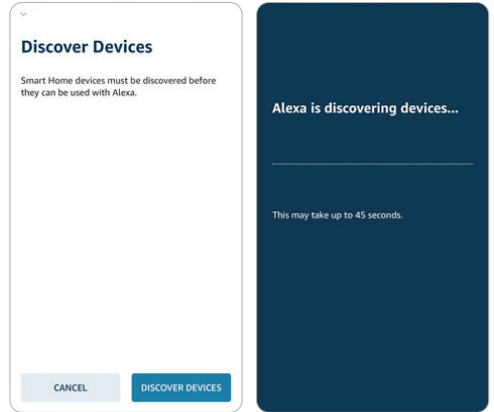 Discover Devices
Smart Home devices must be discovered before
they can be used with Alexa.
CANCEL
DISCOVER DEVICES
Alexa is discovering devices...
This may take up to 45 seconds.